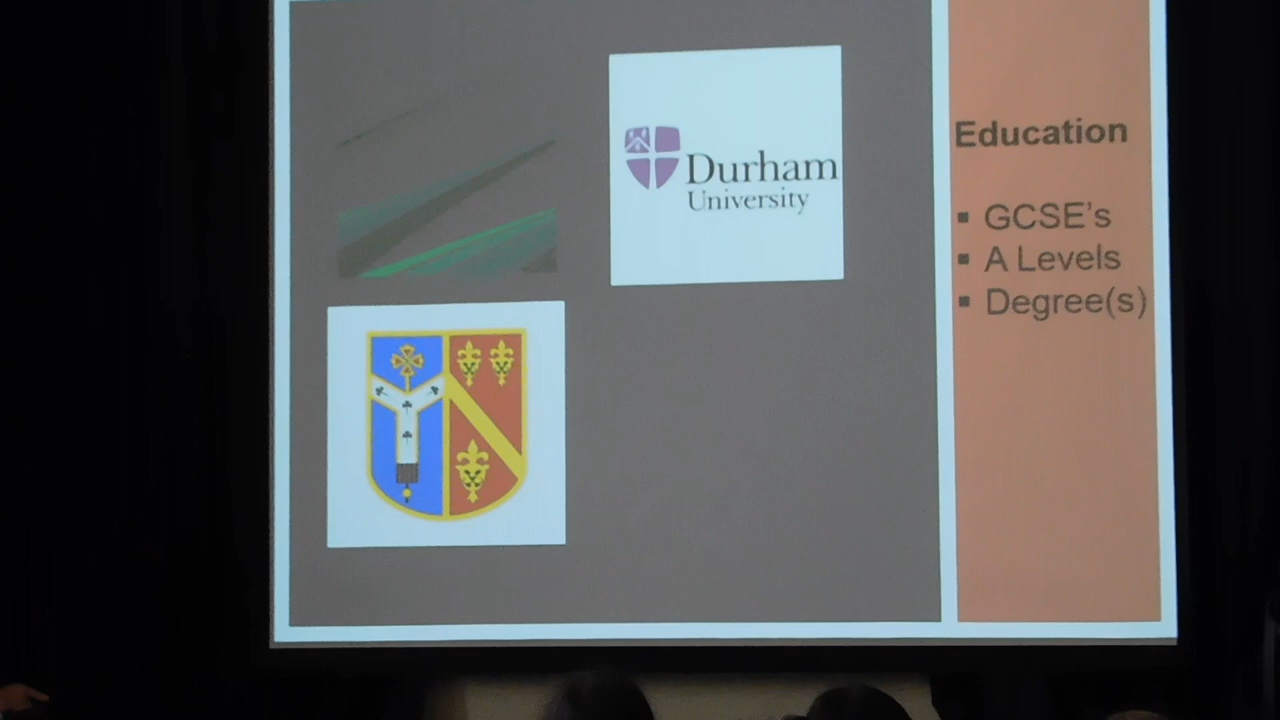 Durham
University
Education
▪ GCSE's
▪ A Levels
▪ Degree(s)